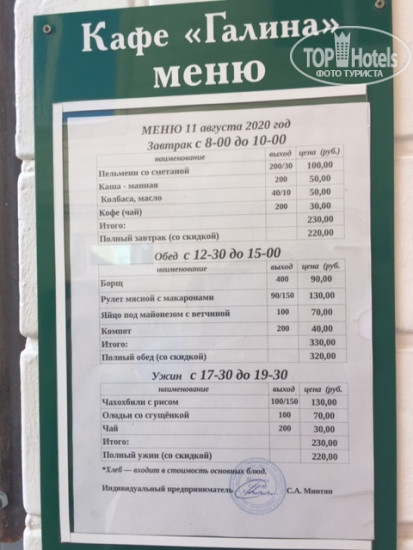 Кафе «Галина»
меню
TOP Hotels
ФОТО ТУРИСТА
МЕНЮ 11 августа 2020 год
Завтрак с 8-00 до 10-00
наименование выход цена (руб.)
Пельмени со сметаной 200/30 100,00
Каша - манная 200 50,00
Колбаса, масло 40/10 50,00
Кофе (чай) 200 30,00
Итого: 230,00
Полный завтрак (со скидкой) 220,00
Обед с 12-30 до 15-00
наименование выход цена (руб.
Борщ 400 90,00
Рулет мясной с макаронами 90/150 130,00
Яйцо под майонезом с ветчиной 100 70,00
Компот 200 40,00
Итого: 330,00
Полный обед (со скидкой) 320,00
Ужин с 17-30 до 19-30
наименование выход цена (руб.
Чахохбили с рисом 100/150 130,00
Оладьи со сгущёнкой 100 70,00
Чай 200 30,00
Итого: 230,00
Полный ужин (со скидкой) 220,00
*Хлеб — входит в стоимость основных блюд.
Индивидуальный предприниматель С.А. Минтян